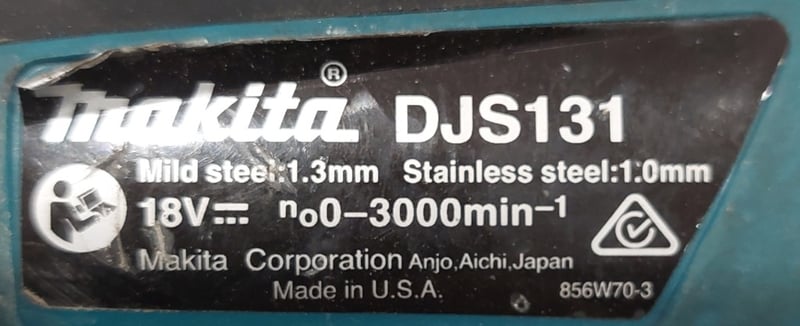 makita® DJS131
Mild steel:1.3mm Stainless steel:1.0mm
18V⎓ n₀0–3000min⁻¹
Makita Corporation Anjo,Aichi,Japan
Made in U.S.A. 856W70-3